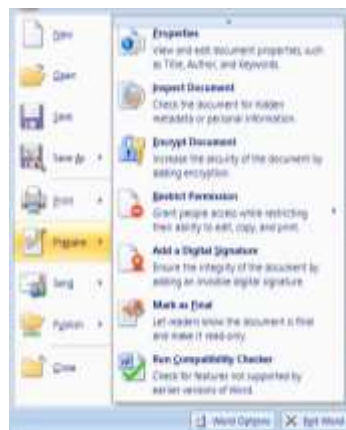 New
Open
Save
Save As
Print
Prepare
Send
Publish
Close
Properties
View and edit document properties, such
as Title, Author, and Keywords.
Inspect Document
Check the document for hidden
metadata or personal information.
Encrypt Document
Increase the security of the document by
adding encryption.
Restrict Permission
Grant people access while restricting
their ability to edit, copy, and print.
Add a Digital Signature
Ensure the integrity of the document by
adding an invisible digital signature.
Mark as Final
Let readers know the document is final
and make it read-only.
Run Compatibility Checker
Check for features not supported by
earlier versions of Word.
Word Options
Exit Word